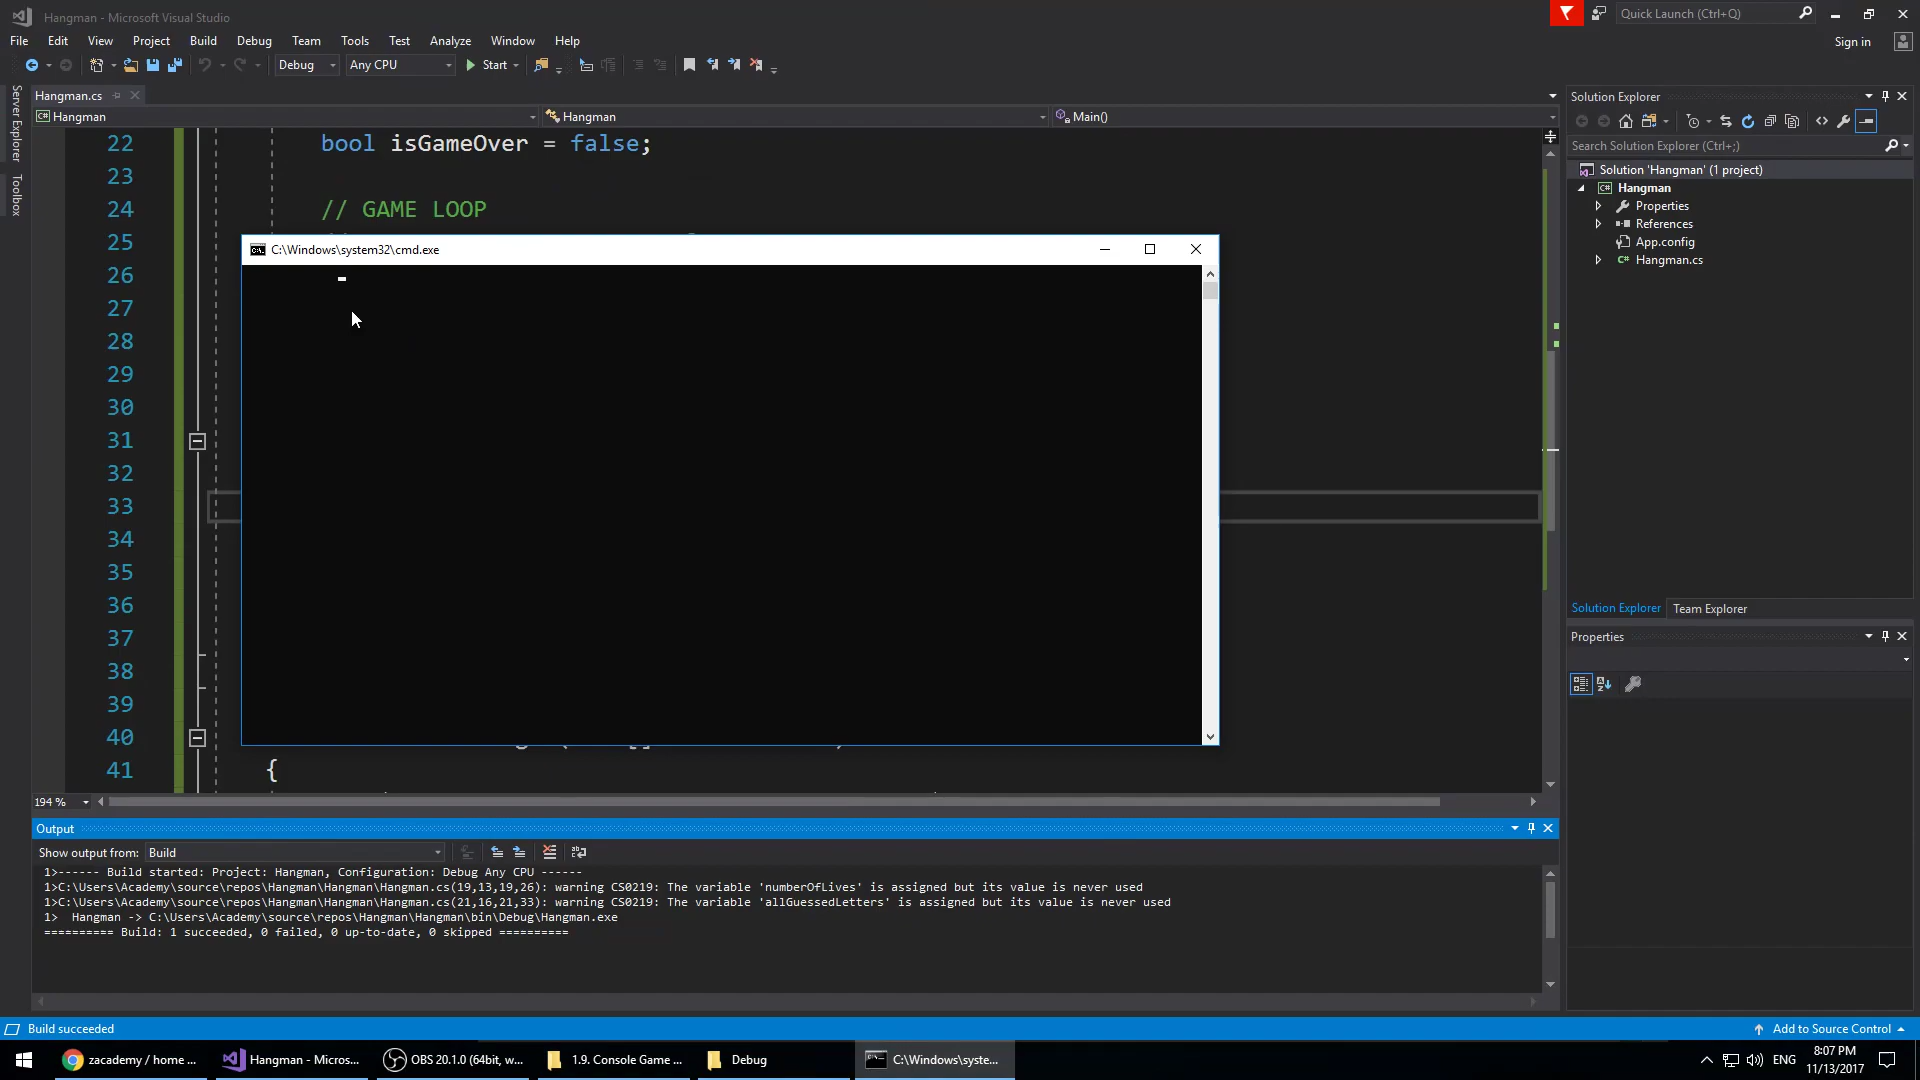 Hangman - Microsoft Visual Studio
Quick Launch (Ctrl+Q)
File Edit View Project Build Debug Team Tools Test Analyze Window Help
Sign in
Debug Any CPU Start
Server Explorer
Toolbox
Hangman.cs
Hangman Hangman Main()
22 bool isGameOver = false;
23
24 // GAME LOOP
25
26
27
28
29
30
31
32
33
34
35
36
37
38
39
40
41 {
C:\Windows\system32\cmd.exe
194 %
Solution Explorer
Search Solution Explorer (Ctrl+;)
Solution 'Hangman' (1 project)
Hangman
Properties
References
App.config
Hangman.cs
Solution Explorer Team Explorer
Properties
Output
Show output from: Build
1>------ Build started: Project: Hangman, Configuration: Debug Any CPU ------
1>C:\Users\Academy\source\repos\Hangman\Hangman\Hangman.cs(19,13,19,26): warning CS0219: The variable 'numberOfLives' is assigned but its value is never used
1>C:\Users\Academy\source\repos\Hangman\Hangman\Hangman.cs(21,16,21,33): warning CS0219: The variable 'allGuessedLetters' is assigned but its value is never used
1>  Hangman -> C:\Users\Academy\source\repos\Hangman\Hangman\bin\Debug\Hangman.exe
========== Build: 1 succeeded, 0 failed, 0 up-to-date, 0 skipped ==========
Build succeeded
Add to Source Control
zacademy / home ...
Hangman - Micros...
OBS 20.1.0 (64bit, w...
1.9. Console Game ...
Debug
C:\Windows\syste...
ENG
8:07 PM
11/13/2017